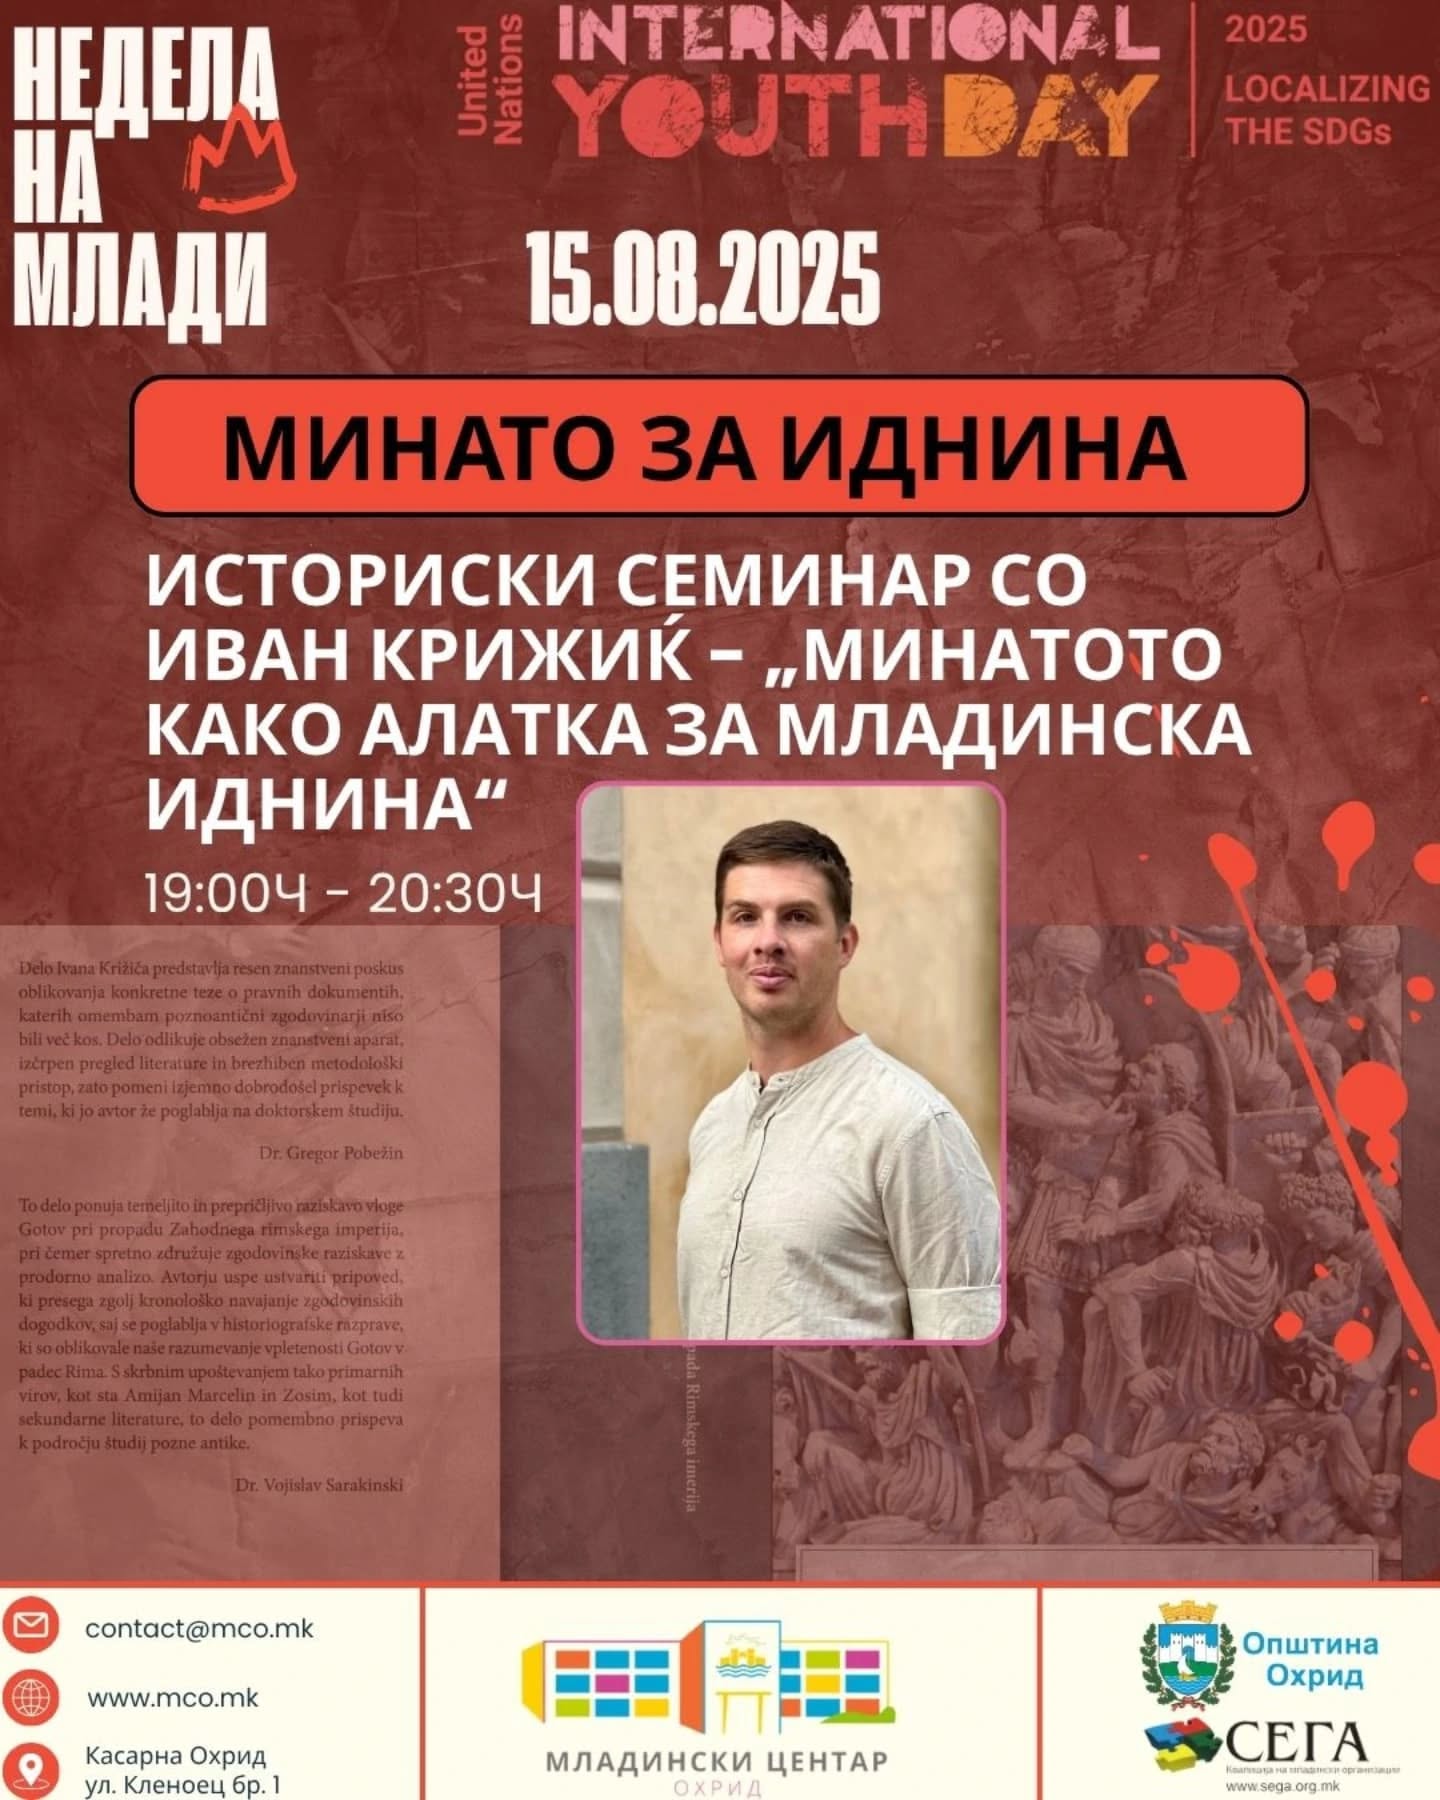 НЕДЕЛА
НА
МЛАДИ
United
Nations
INTERNATIONAL
YOUTH DAY
2025
LOCALIZING
THE SDGs
15.08.2025
МИНАТО ЗА ИДНИНА
ИСТОРИСКИ СЕМИНАР СО
ИВАН КРИЖИЌ – „МИНАТОТО
КАКО АЛАТКА ЗА МЛАДИНСКА
ИДНИНА“
19:00Ч - 20:30Ч
Delo Ivana Križiča predstavlja resen znanstveni poskus
oblikovanja konkretne teze o pravnih dokumentih,
katerih omembam poznoantični zgodovinarji niso
bili več kos. Delo odlikuje obsežen znanstveni aparat,
izčrpen pregled literature in brezhiben metodološki
pristop, zato pomeni izjemno dobrodošel prispevek k
temi, ki jo avtor že poglablja na doktorskem študiju.
Dr. Gregor Pobežin
To delo ponuja temeljito in prepričljivo raziskavo vloge
Gotov pri propadu Zahodnega rimskega imperija,
pri čemer spretno združuje zgodovinske raziskave z
prodorno analizo. Avtorju uspe ustvariti pripoved,
ki presega zgolj kronološko navajanje zgodovinskih
dogodkov, saj se poglablja v historiografske razprave,
ki so oblikovale naše razumevanje vpletenosti Gotov v
padec Rima. S skrbnim upoštevanjem tako primarnih
virov, kot sta Amijan Marcelin in Zosim, kot tudi
sekundarne literature, to delo pomembno prispeva
k področju študij pozne antike.
Dr. Vojislav Sarakinski
pada Rimskega imerija
contact@mco.mk
www.mco.mk
Касарна Охрид
ул. Кленоец бр. 1
МЛАДИНСКИ ЦЕНТАР
ОХРИД
Општина
Охрид
СЕГА
Коалиција на младински организации
www.sega.org.mk